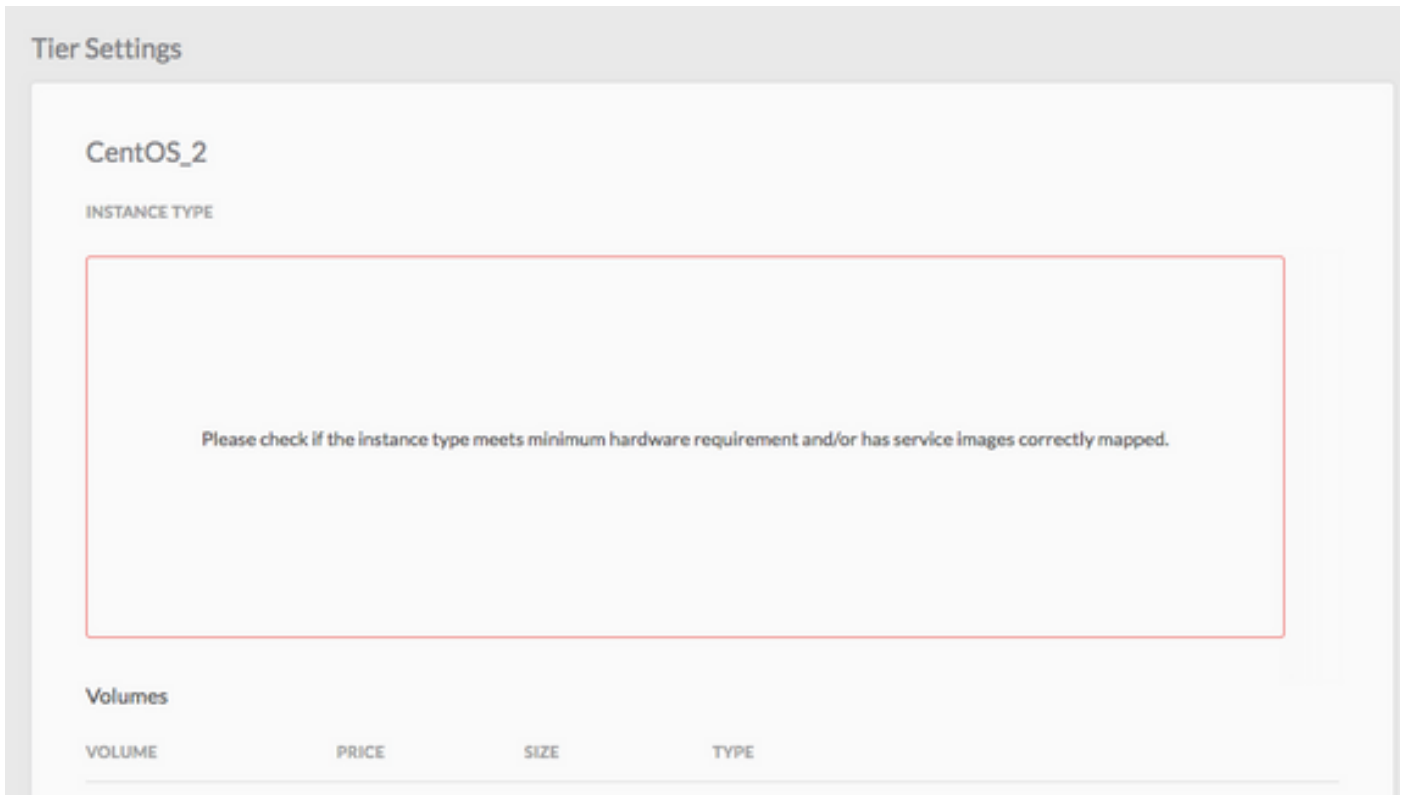 Tier Settings
CentOS_2
INSTANCE TYPE
Please check if the instance type meets minimum hardware requirement and/or has service images correctly mapped.
Volumes
VOLUME PRICE SIZE TYPE